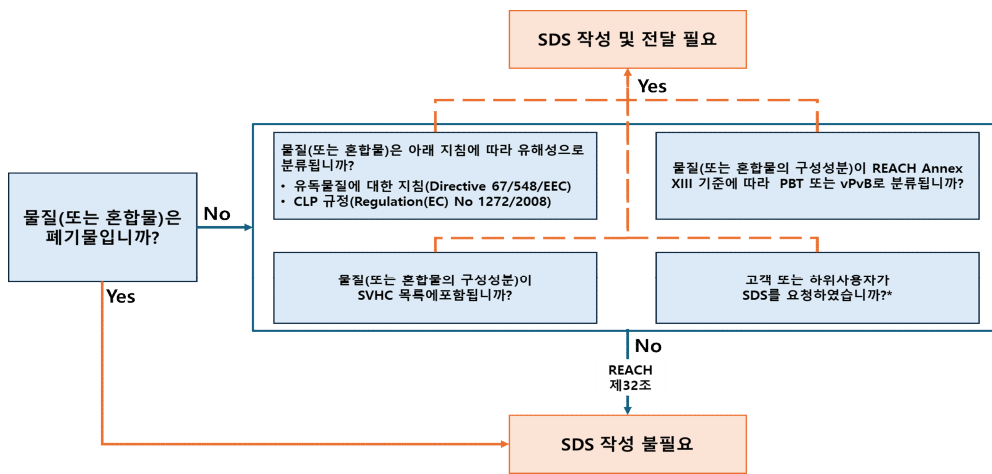 SDS 작성 및 전달 필요
Yes
물질(또는 혼합물)은 아래 지침에 따라 유해성으로
분류됩니까?
• 유독물질에 대한 지침(Directive 67/548/EEC)
• CLP 규정(Regulation(EC) No 1272/2008)
물질(또는 혼합물의 구성성분)이 REACH Annex
XIII 기준에 따라 PBT 또는 vPvB로 분류됩니까?
물질(또는 혼합물)은
폐기물입니까?
No
Yes
물질(또는 혼합물의 구성성분)이
SVHC 목록에포함됩니까?
고객 또는 하위사용자가
SDS를 요청하였습니까?*
No
REACH
제32조
SDS 작성 불필요